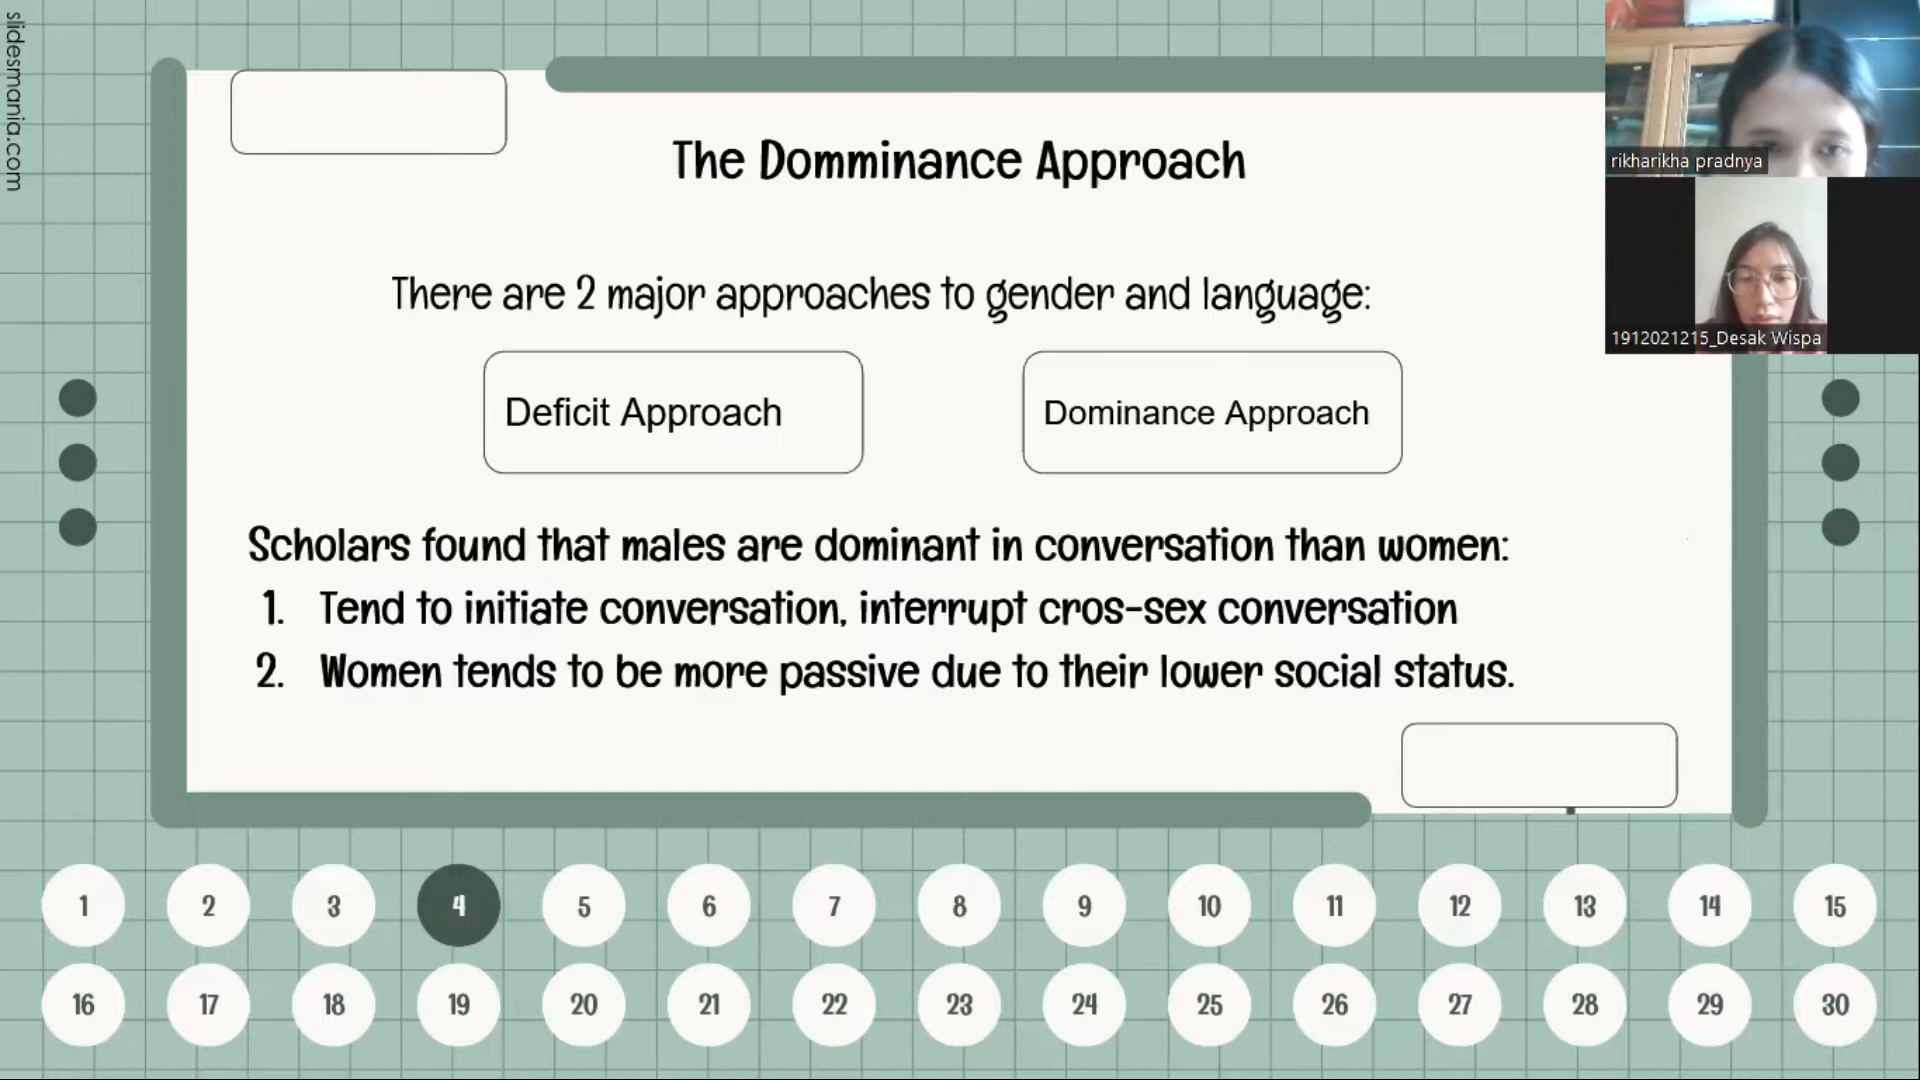 slidesmania.com
The Domminance Approach
There are 2 major approaches to gender and language:
Deficit Approach
Dominance Approach
Scholars found that males are dominant in conversation than women:
1. Tend to initiate conversation, interrupt cros-sex conversation
2. Women tends to be more passive due to their lower social status.
rikharikha pradnya
1912021215_Desak Wispa
1 2 3 4 5 6 7 8 9 10 11 12 13 14 15
16 17 18 19 20 21 22 23 24 25 26 27 28 29 30